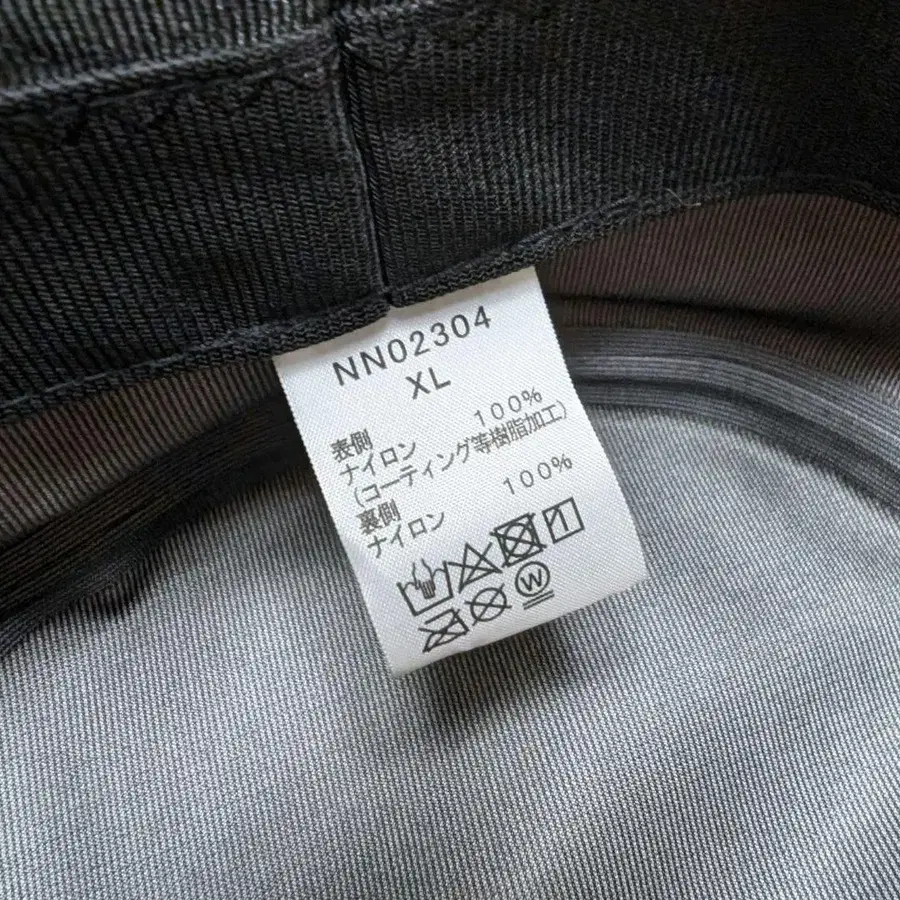 NN02304
XL
表側
ナイロン 100%
(コーティング等樹脂加工)
裏側
ナイロン 100%
W